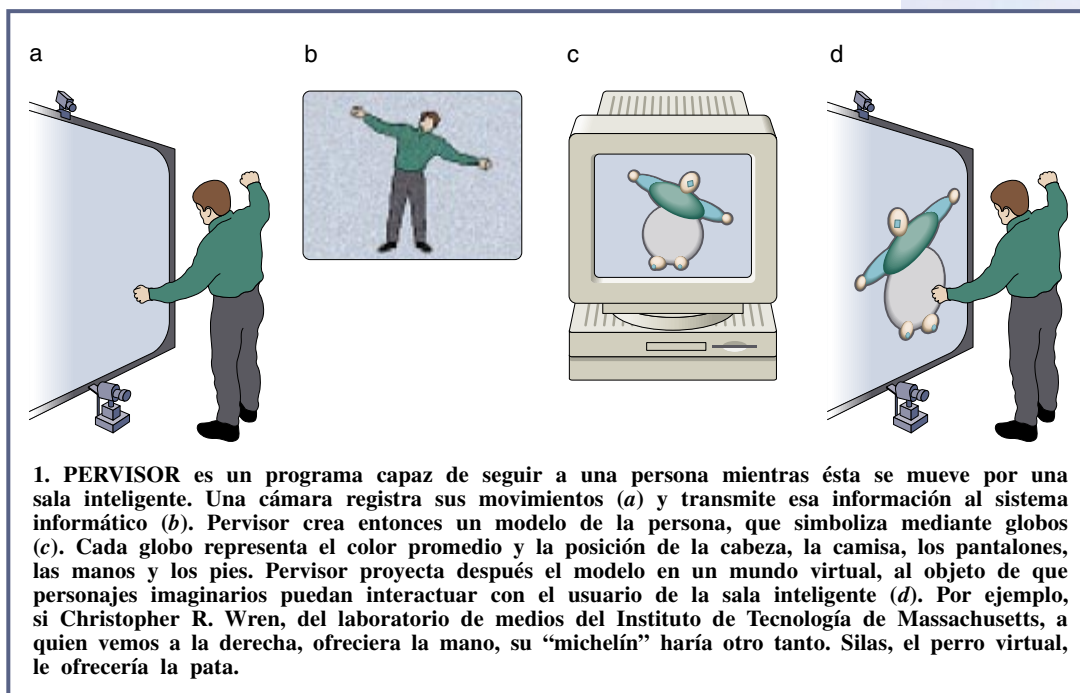 a b c d
1. PERVISOR es un programa capaz de seguir a una persona mientras ésta se mueve por una
sala inteligente. Una cámara registra sus movimientos (a) y transmite esa información al sistema
informático (b). Pervisor crea entonces un modelo de la persona, que simboliza mediante globos
(c). Cada globo representa el color promedio y la posición de la cabeza, la camisa, los pantalones,
las manos y los pies. Pervisor proyecta después el modelo en un mundo virtual, al objeto de que
personajes imaginarios puedan interactuar con el usuario de la sala inteligente (d). Por ejemplo,
si Christopher R. Wren, del laboratorio de medios del Instituto de Tecnología de Massachusetts, a
quien vemos a la derecha, ofreciera la mano, su “michelín” haría otro tanto. Silas, el perro virtual,
le ofrecería la pata.